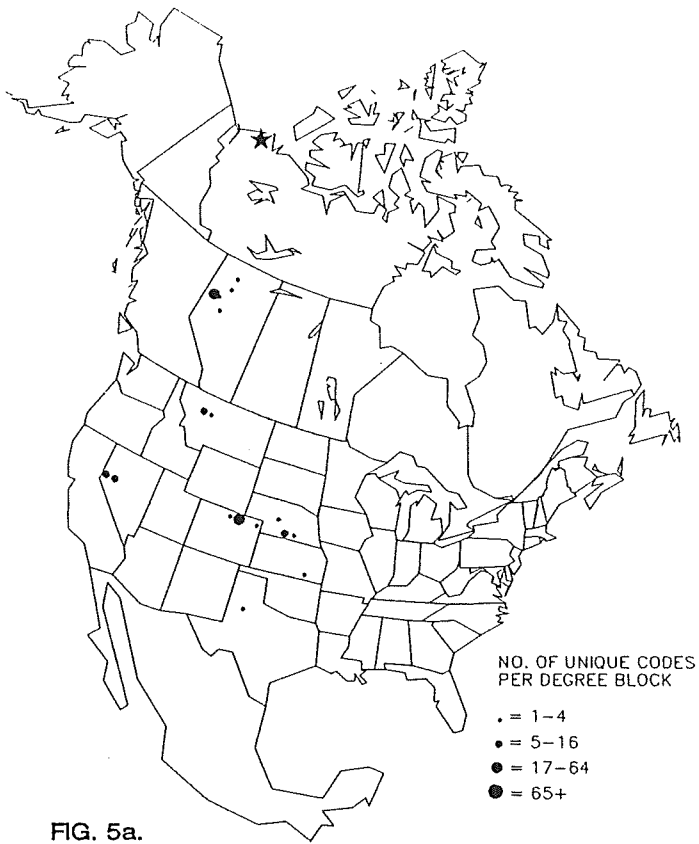 NO. OF UNIQUE CODES
PER DEGREE BLOCK
= 1-4
= 5-16
= 17-64
= 65+
FIG. 5a.